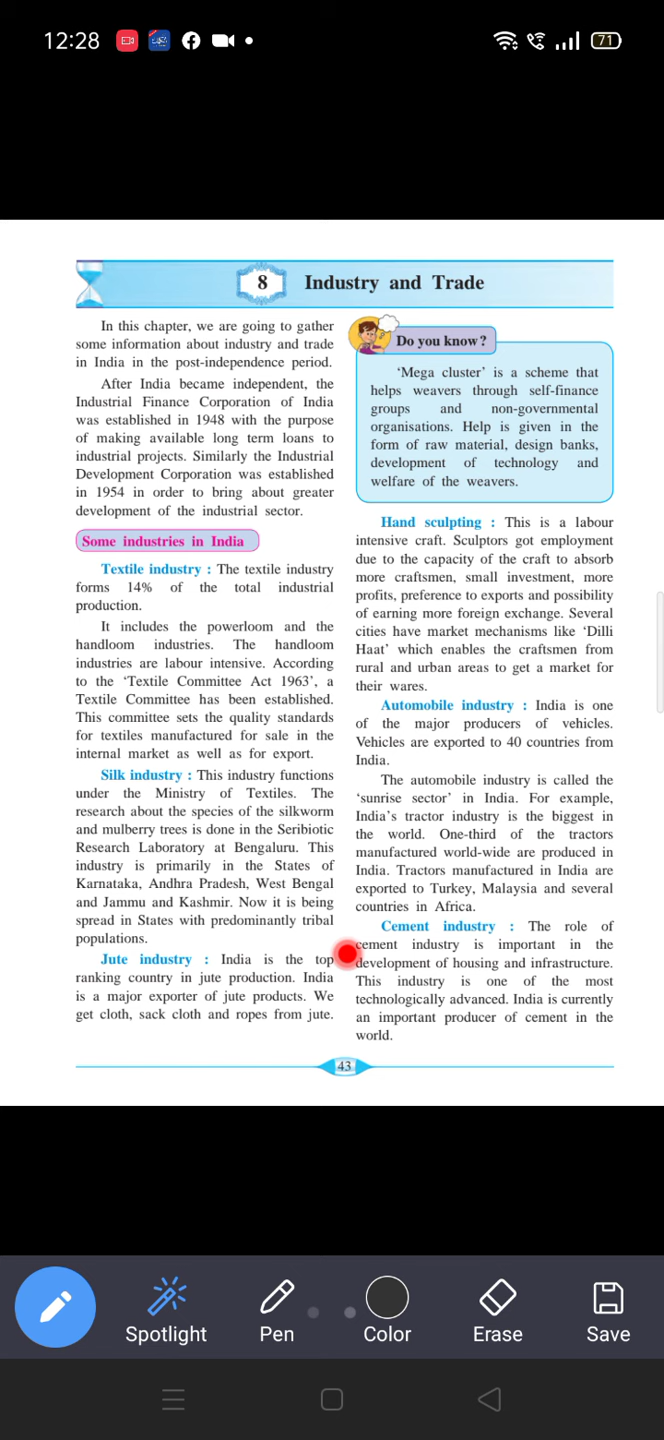 12:28
71
8 Industry and Trade
In this chapter, we are going to gather
some information about industry and trade
in India in the post-independence period.
After India became independent, the
Industrial Finance Corporation of India
was established in 1948 with the purpose
of making available long term loans to
industrial projects. Similarly the Industrial
Development Corporation was established
in 1954 in order to bring about greater
development of the industrial sector.
Some industries in India
Textile industry : The textile industry
forms 14% of the total industrial
production.
It includes the powerloom and the
handloom industries. The handloom
industries are labour intensive. According
to the ‘Textile Committee Act 1963’, a
Textile Committee has been established.
This committee sets the quality standards
for textiles manufactured for sale in the
internal market as well as for export.
Silk industry : This industry functions
under the Ministry of Textiles. The
research about the species of the silkworm
and mulberry trees is done in the Seribiotic
Research Laboratory at Bengaluru. This
industry is primarily in the States of
Karnataka, Andhra Pradesh, West Bengal
and Jammu and Kashmir. Now it is being
spread in States with predominantly tribal
populations.
Jute industry : India is the top
ranking country in jute production. India
is a major exporter of jute products. We
get cloth, sack cloth and ropes from jute.
Do you know ?
‘Mega cluster’ is a scheme that
helps weavers through self-finance
groups and non-governmental
organisations. Help is given in the
form of raw material, design banks,
development of technology and
welfare of the weavers.
Hand sculpting : This is a labour
intensive craft. Sculptors got employment
due to the capacity of the craft to absorb
more craftsmen, small investment, more
profits, preference to exports and possibility
of earning more foreign exchange. Several
cities have market mechanisms like ‘Dilli
Haat’ which enables the craftsmen from
rural and urban areas to get a market for
their wares.
Automobile industry : India is one
of the major producers of vehicles.
Vehicles are exported to 40 countries from
India.
The automobile industry is called the
‘sunrise sector’ in India. For example,
India’s tractor industry is the biggest in
the world. One-third of the tractors
manufactured world-wide are produced in
India. Tractors manufactured in India are
exported to Turkey, Malaysia and several
countries in Africa.
Cement industry : The role of
cement industry is important in the
development of housing and infrastructure.
This industry is one of the most
technologically advanced. India is currently
an important producer of cement in the
world.
43
Spotlight Pen Color Erase Save